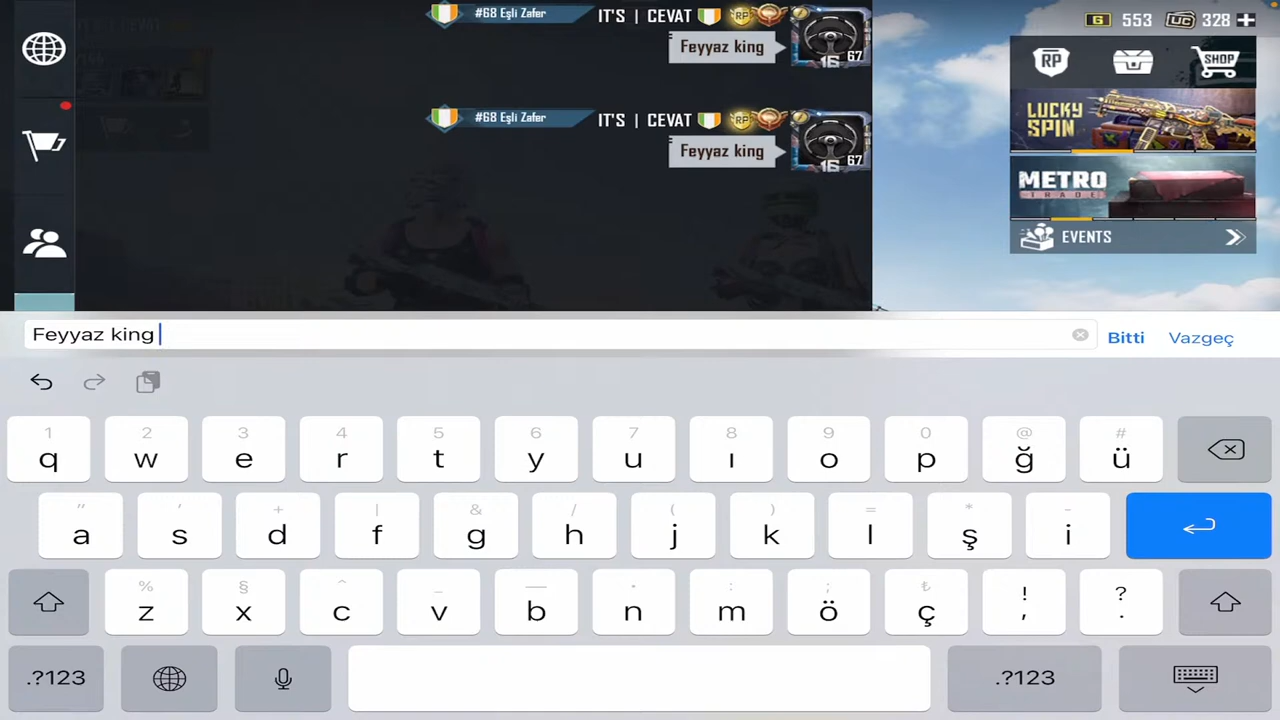 #68 Eşli Zafer IT'S | CEVAT RP
Feyyaz king
16 67
#68 Eşli Zafer IT'S | CEVAT RP
Feyyaz king
16 67
G 553 UC 328 +
RP SHOP
LUCKY
SPIN
METRO
TRADE
EVENTS
Feyyaz king
Bitti Vazgeç
1 2 3 4 5 6 7 8 9 0 @ #
q w e r t y u ı o p ğ ü
" ' + | & / ( ) = * -
a s d f g h j k l ş i
% § ^ _ — · : ; ₺ ! ?
z x c v b n m ö ç , .
.?123 .?123